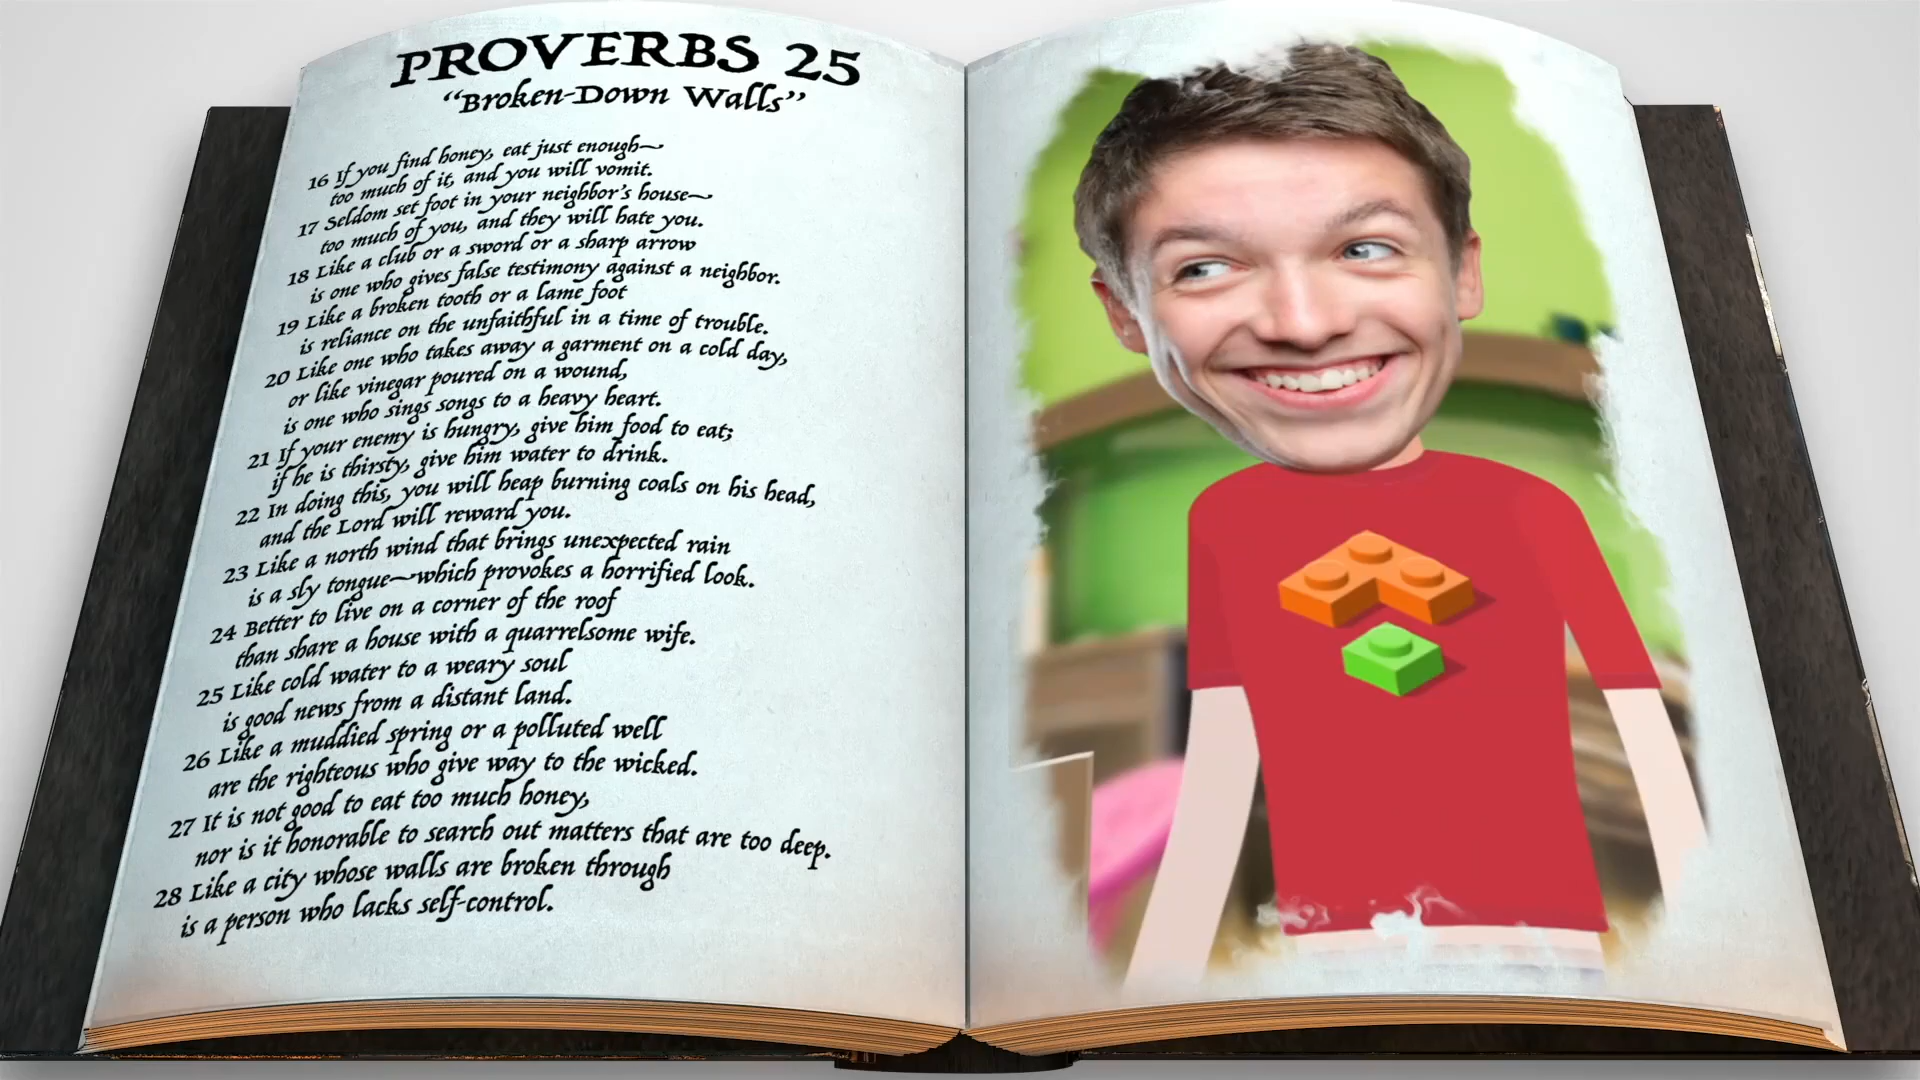 PROVERBS 25
“Broken-Down Walls”
16 If you find honey, eat just enough—
too much of it, and you will vomit.
17 Seldom set foot in your neighbor’s house—
too much of you, and they will hate you.
18 Like a club or a sword or a sharp arrow
is one who gives false testimony against a neighbor.
19 Like a broken tooth or a lame foot
is reliance on the unfaithful in a time of trouble.
20 Like one who takes away a garment on a cold day,
or like vinegar poured on a wound,
is one who sings songs to a heavy heart.
21 If your enemy is hungry, give him food to eat;
if he is thirsty, give him water to drink.
22 In doing this, you will heap burning coals on his head,
and the Lord will reward you.
23 Like a north wind that brings unexpected rain
is a sly tongue—which provokes a horrified look.
24 Better to live on a corner of the roof
than share a house with a quarrelsome wife.
25 Like cold water to a weary soul
is good news from a distant land.
26 Like a muddied spring or a polluted well
are the righteous who give way to the wicked.
27 It is not good to eat too much honey,
nor is it honorable to search out matters that are too deep.
28 Like a city whose walls are broken through
is a person who lacks self-control.